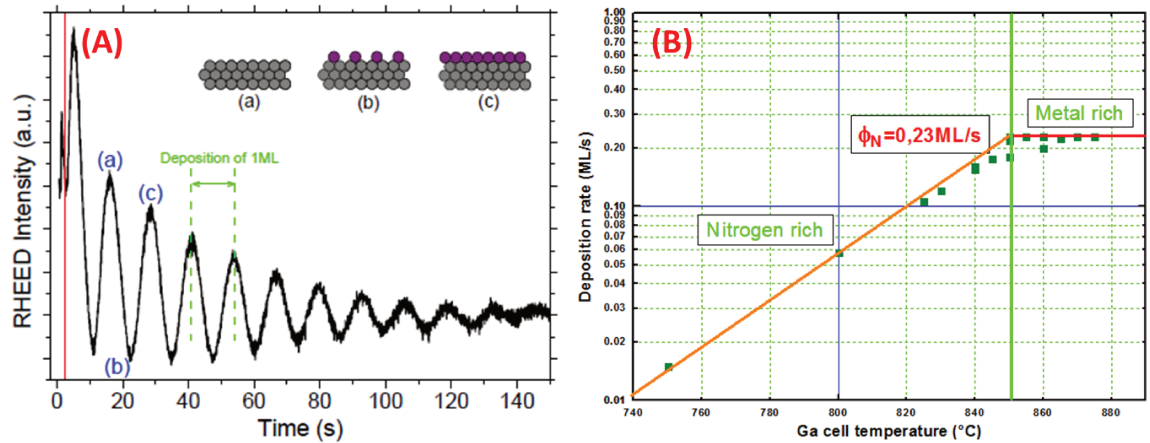 (A)
RHEED Intensity (a.u.)
(a)
(b)
(c)
Deposition of 1ML
(a)
(c)
(b)
0
20
40
60
80
100
120
140
Time (s)
(B)
Deposition rate (ML/s)
1.00
0.90
0.80
0.70
0.60
0.50
0.40
0.30
0.20
0.10
0.09
0.08
0.07
0.06
0.05
0.04
0.03
0.02
0.01
Metal rich
ϕN=0,23ML/s
Nitrogen rich
740
760
780
800
820
840
860
880
Ga cell temperature (°C)